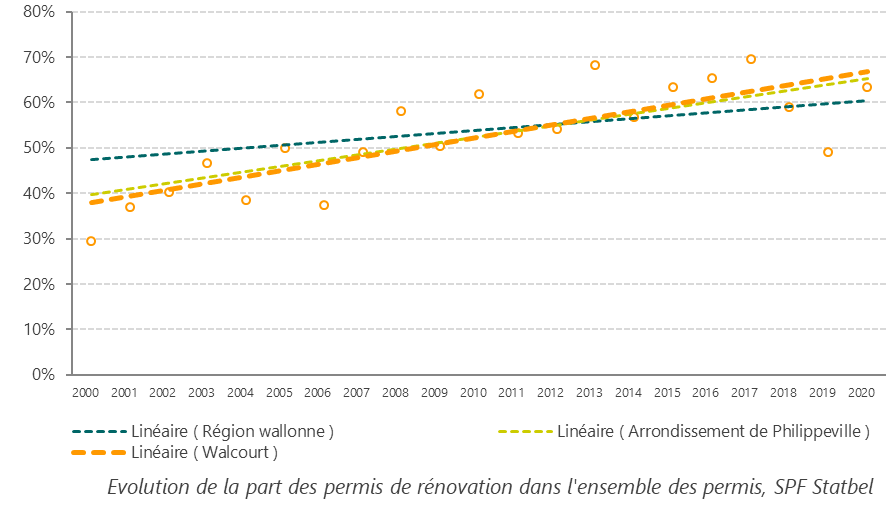 80%
70%
60%
50%
40%
30%
20%
10%
0%
2000 2001 2002 2003 2004 2005 2006 2007 2008 2009 2010 2011 2012 2013 2014 2015 2016 2017 2018 2019 2020
Linéaire ( Région wallonne )
Linéaire ( Arrondissement de Philippeville )
Linéaire ( Walcourt )
Evolution de la part des permis de rénovation dans l'ensemble des permis, SPF Statbel